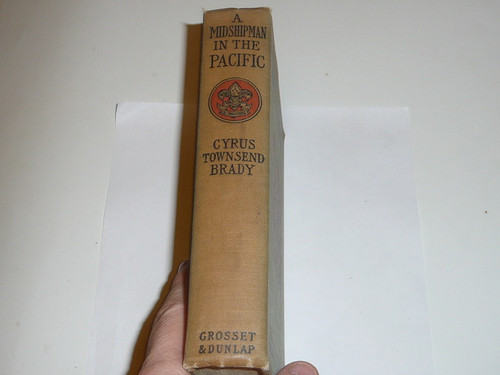 A
MIDSHIPMAN
IN THE
PACIFIC
CYRUS
TOWNSEND
BRADY
GROSSET
& DUNLAP